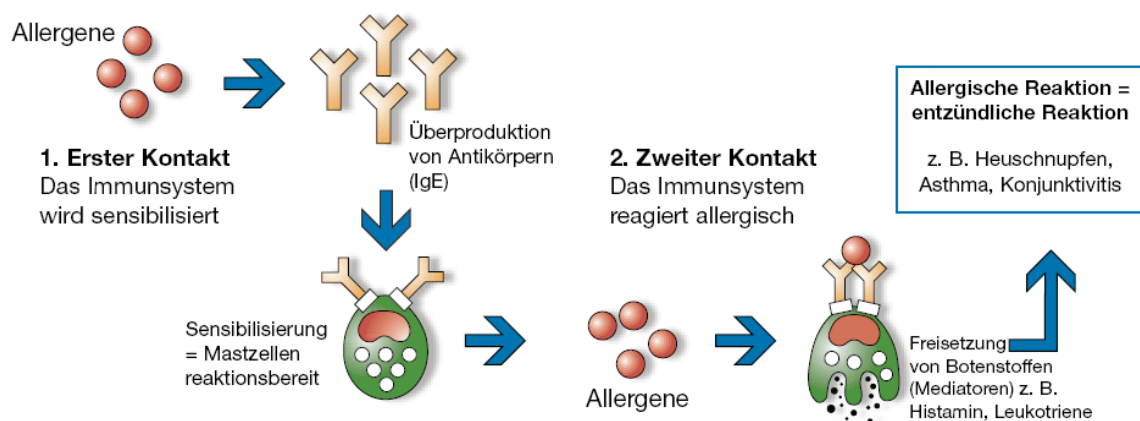 Allergene
Überproduktion
von Antikörpern
(IgE)
1. Erster Kontakt
Das Immunsystem
wird sensibilisiert
Sensibilisierung
= Mastzellen
reaktionsbereit
2. Zweiter Kontakt
Das Immunsystem
reagiert allergisch
Allergene
Freisetzung
von Botenstoffen
(Mediatoren) z. B.
Histamin, Leukotriene
Allergische Reaktion =
entzündliche Reaktion
z. B. Heuschnupfen,
Asthma, Konjunktivitis